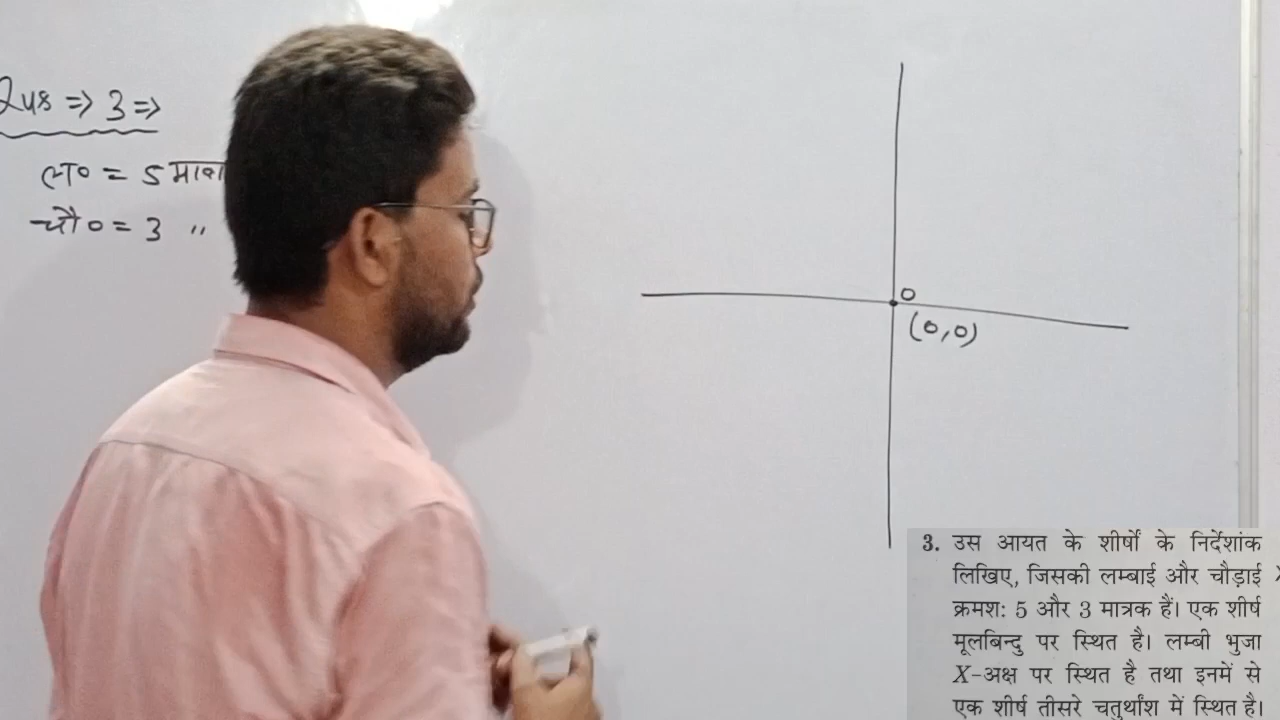 Ques => 3 =>
ल० = 5 मात्र
चौ० = 3 "
0
(0,0)
3. उस आयत के शीर्षों के निर्देशांक
लिखिए, जिसकी लम्बाई और चौड़ाई
क्रमश: 5 और 3 मात्रक हैं। एक शीर्ष
मूलबिन्दु पर स्थित है। लम्बी भुजा
X-अक्ष पर स्थित है तथा इनमें से
एक शीर्ष तीसरे चतुर्थांश में स्थित है।